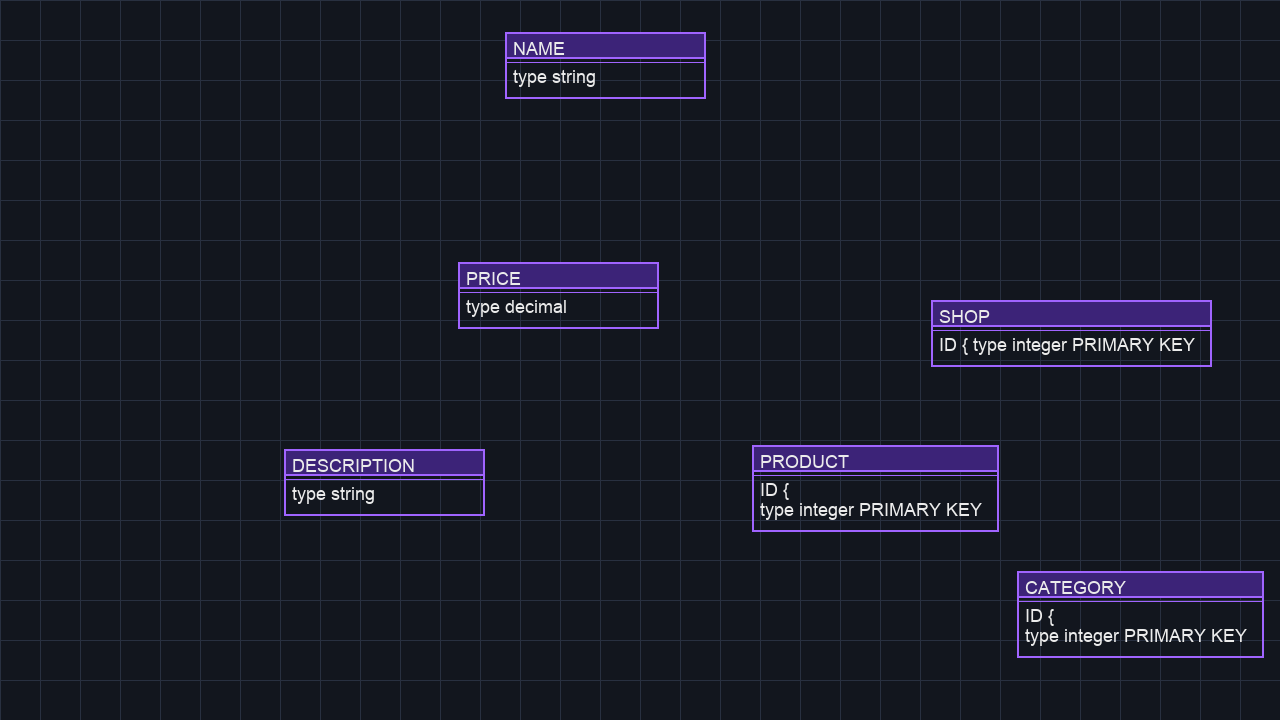 NAME
type string
PRICE
type decimal
SHOP
ID { type integer PRIMARY KEY
DESCRIPTION
type string
PRODUCT
ID {
type integer PRIMARY KEY
CATEGORY
ID {
type integer PRIMARY KEY